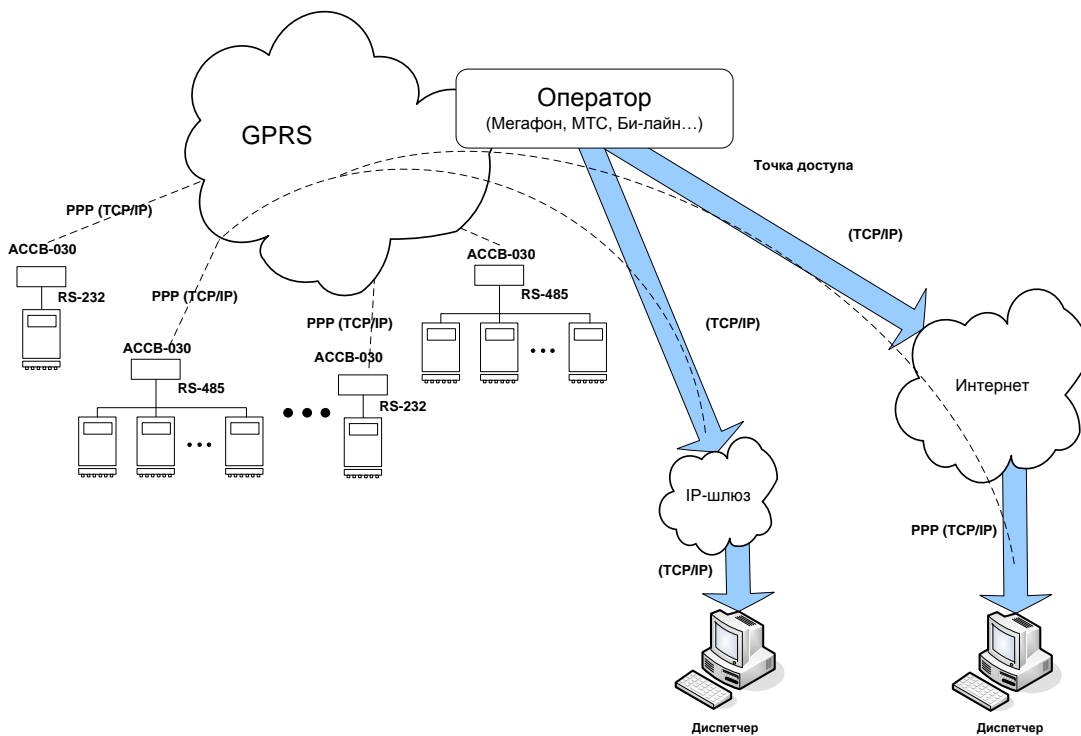 Оператор
(Мегафон, МТС, Би-лайн…)
GPRS
Точка доступа
PPP (TCP/IP)
(TCP/IP)
АССВ-030
АССВ-030
RS-232
PPP (TCP/IP)
RS-485
PPP (TCP/IP)
(TCP/IP)
АССВ-030
АССВ-030
RS-485
RS-232
Интернет
IP-шлюз
PPP (TCP/IP)
(TCP/IP)
Диспетчер
Диспетчер